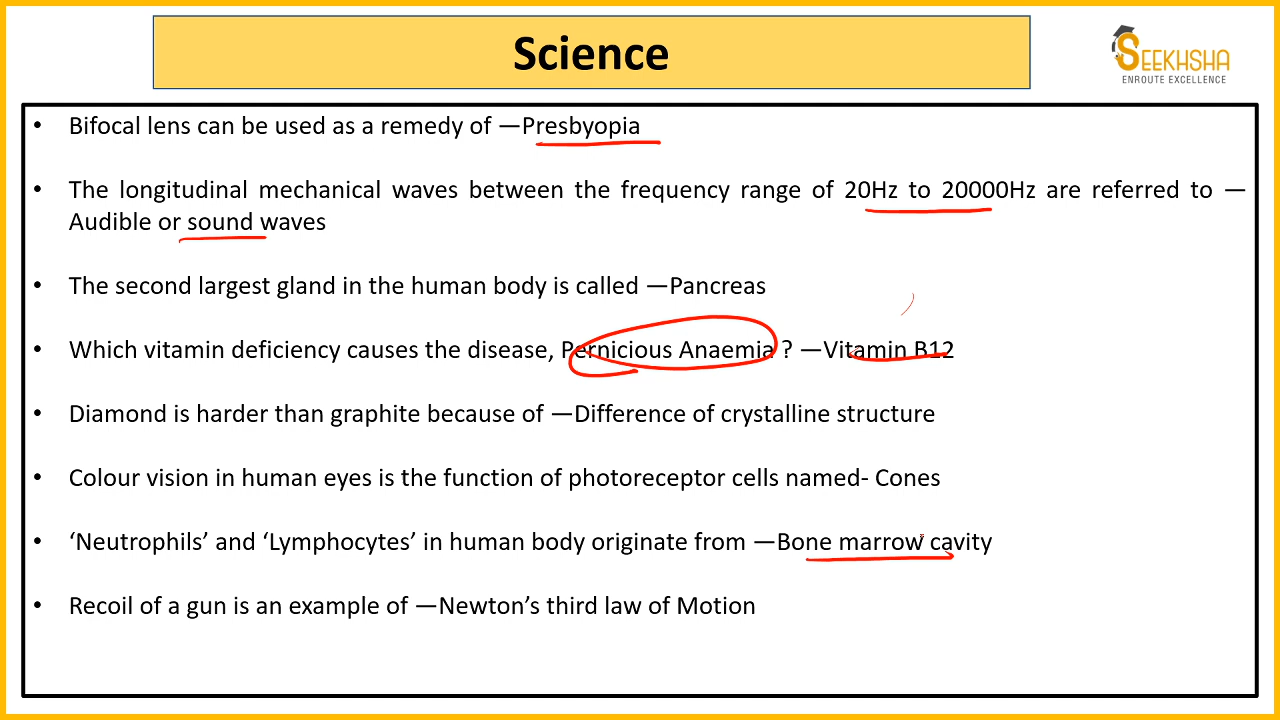 Science
SEEKHSHA
ENROUTE EXCELLENCE
• Bifocal lens can be used as a remedy of —Presbyopia
• The longitudinal mechanical waves between the frequency range of 20Hz to 20000Hz are referred to —
Audible or sound waves
• The second largest gland in the human body is called —Pancreas
• Which vitamin deficiency causes the disease, Pernicious Anaemia ? —Vitamin B12
• Diamond is harder than graphite because of —Difference of crystalline structure
• Colour vision in human eyes is the function of photoreceptor cells named- Cones
• ‘Neutrophils’ and ‘Lymphocytes’ in human body originate from —Bone marrow cavity
• Recoil of a gun is an example of —Newton’s third law of Motion